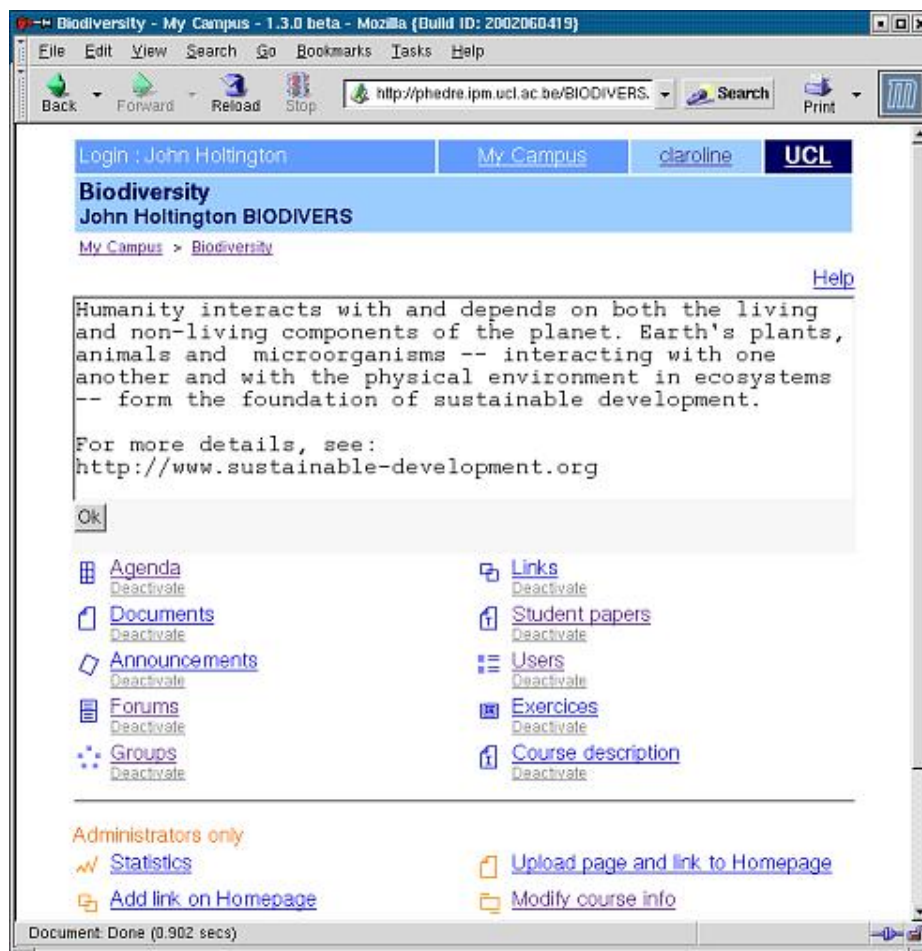 Biodiversity - My Campus - 1.3.0 beta - Mozilla {Build ID: 2002060419}
File Edit View Search Go Bookmarks Tasks Help
Back Forward Reload Stop http://phedre.ipm.ucl.ac.be/BIODIVERS. Search Print
Login : John Holtington My Campus claroline UCL
Biodiversity
John Holtington BIODIVERS
My Campus > Biodiversity
Help
Humanity interacts with and depends on both the living
and non-living components of the planet. Earth's plants,
animals and microorganisms -- interacting with one
another and with the physical environment in ecosystems
-- form the foundation of sustainable development.
For more details, see:
http://www.sustainable-development.org
Ok
Agenda Links
Deactivate Deactivate
Documents Student papers
Deactivate Deactivate
Announcements Users
Deactivate Deactivate
Forums Exercices
Deactivate Deactivate
Groups Course description
Deactivate Deactivate
Administrators only
Statistics Upload page and link to Homepage
Add link on Homepage Modify course info
Document: Done (0.902 secs)